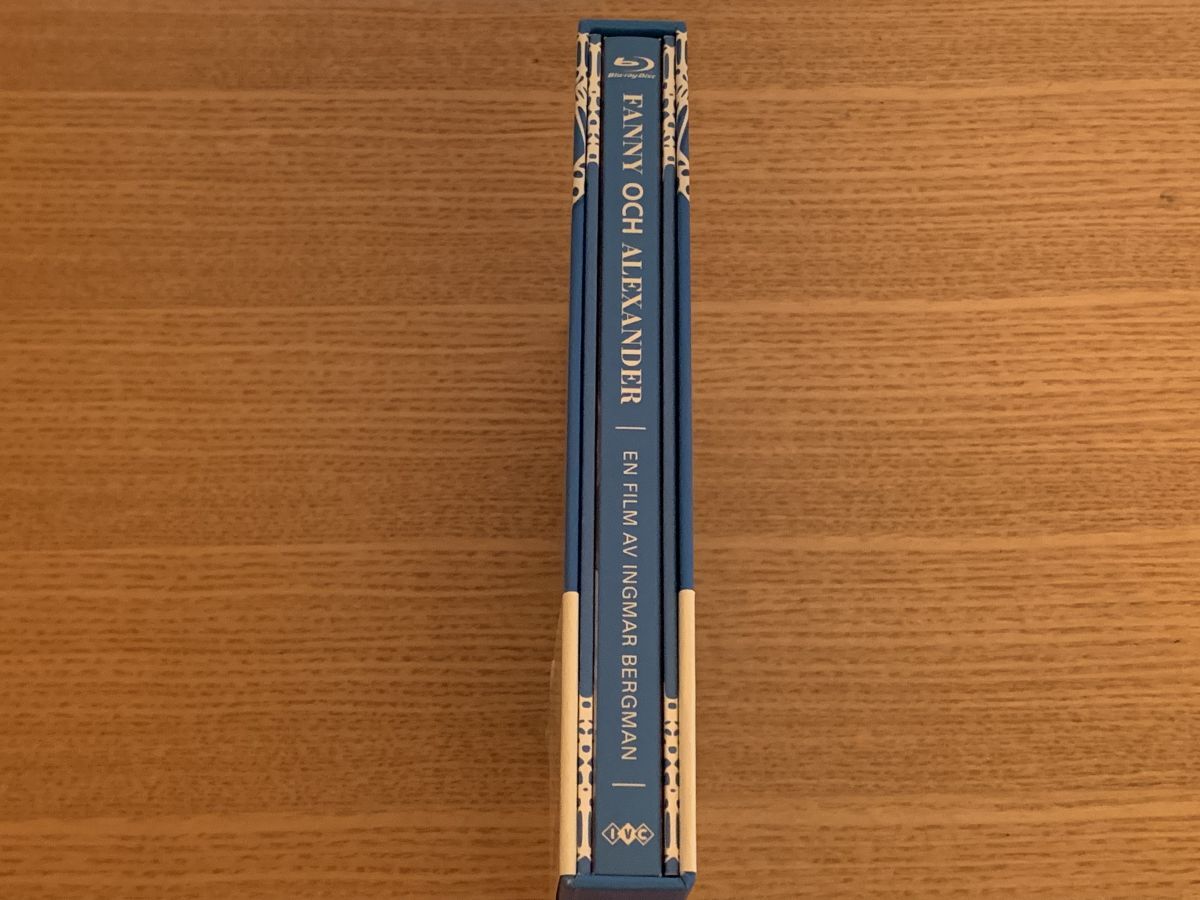 Blu-ray Disc
FANNY OCH ALEXANDER | EN FILM AV INGMAR BERGMAN |
IVC